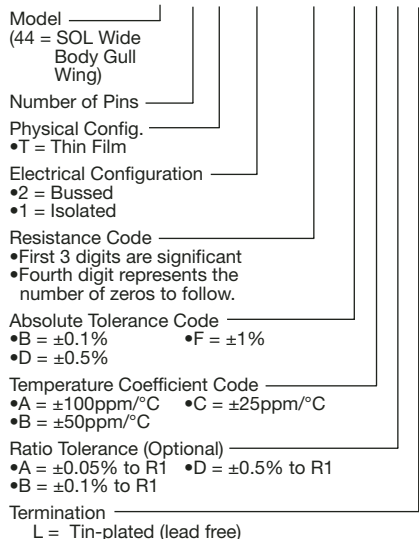 Model
(44 = SOL Wide
Body Gull
Wing)
Number of Pins
Physical Config.
•T = Thin Film
Electrical Configuration
•2 = Bussed
•1 = Isolated
Resistance Code
•First 3 digits are significant
•Fourth digit represents the
number of zeros to follow.
Absolute Tolerance Code
•B = ±0.1% •F = ±1%
•D = ±0.5%
Temperature Coefficient Code
•A = ±100ppm/°C •C = ±25ppm/°C
•B = ±50ppm/°C
Ratio Tolerance (Optional)
•A = ±0.05% to R1 •D = ±0.5% to R1
•B = ±0.1% to R1
Termination
L = Tin-plated (lead free)